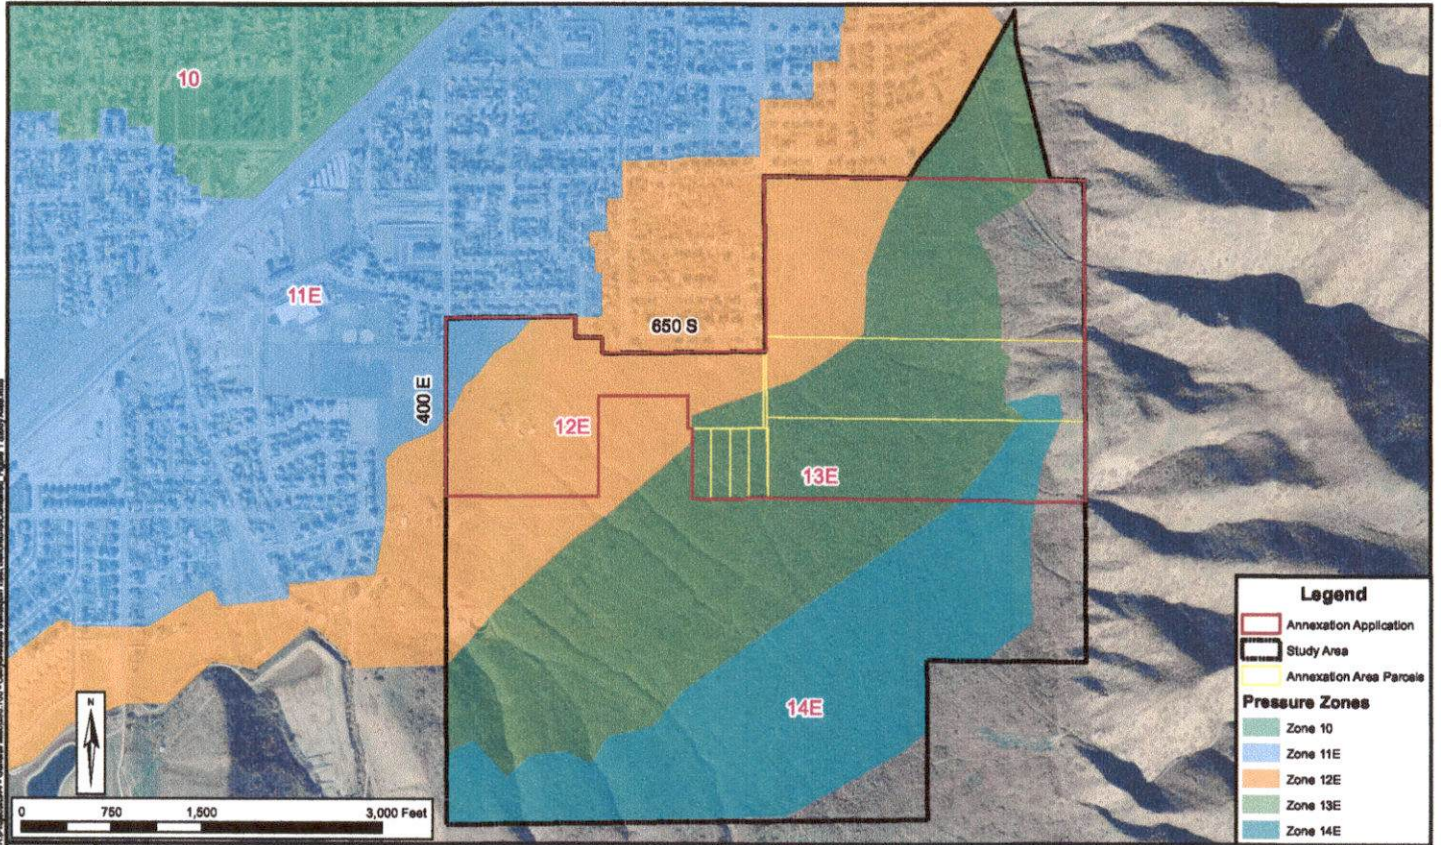 10
11E
650 S
400 E
12E
13E
14E
N
0 750 1,500 3,000 Feet
Legend
Annexation Application
Study Area
Annexation Area Parcels
Pressure Zones
Zone 10
Zone 11E
Zone 12E
Zone 13E
Zone 14E